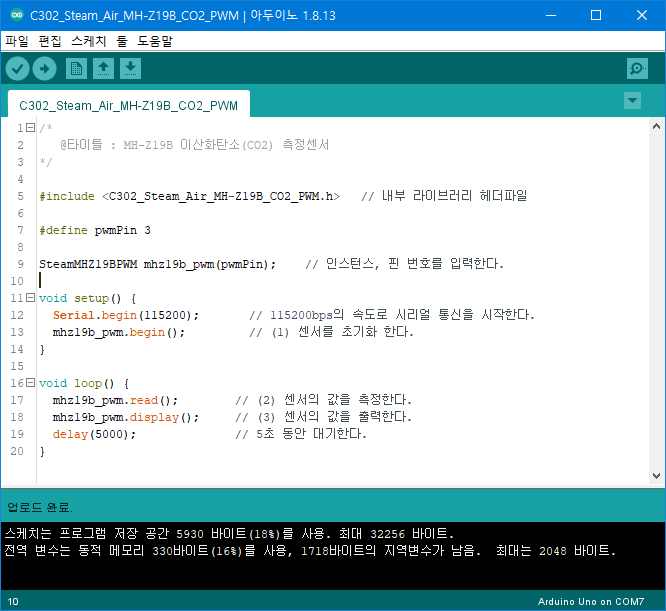 C302_Steam_Air_MH-Z19B_CO2_PWM | 아두이노 1.8.13
파일 편집 스케치 툴 도움말
C302_Steam_Air_MH-Z19B_CO2_PWM
1 /*
2 @타이틀 : MH-Z19B 이산화탄소(CO2) 측정센서
3 */
4
5 #include <C302_Steam_Air_MH-Z19B_CO2_PWM.h> // 내부 라이브러리 헤더파일
6
7 #define pwmPin 3
8
9 SteamMHZ19BPWM mhz19b_pwm(pwmPin); // 인스턴스, 핀 번호를 입력한다.
10
11 void setup() {
12 Serial.begin(115200); // 115200bps의 속도로 시리얼 통신을 시작한다.
13 mhz19b_pwm.begin(); // (1) 센서를 초기화 한다.
14 }
15
16 void loop() {
17 mhz19b_pwm.read(); // (2) 센서의 값을 측정한다.
18 mhz19b_pwm.display(); // (3) 센서의 값을 출력한다.
19 delay(5000); // 5초 동안 대기한다.
20 }
업로드 완료.
스케치는 프로그램 저장 공간 5930 바이트(18%)를 사용. 최대 32256 바이트.
전역 변수는 동적 메모리 330바이트(16%)를 사용, 1718바이트의 지역변수가 남음. 최대는 2048 바이트.
10 Arduino Uno on COM7